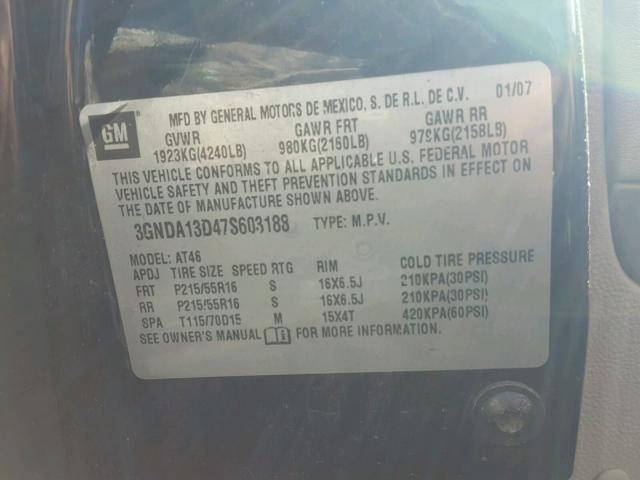 MFD BY GENERAL MOTORS DE MEXICO, S. DE R.L. DE C.V. 01/07
GM
GVWR GAWR FRT GAWR RR
1923KG(4240LB) 980KG(2160LB) 979KG(2158LB)
THIS VEHICLE CONFORMS TO ALL APPLICABLE U.S. FEDERAL MOTOR
VEHICLE SAFETY AND THEFT PREVENTION STANDARDS IN EFFECT ON
THE DATE OF MANUFACTURE SHOWN ABOVE.
3GNDA13D47S603188 TYPE: M.P.V.
MODEL: AT46
APDJ TIRE SIZE SPEED RTG RIM COLD TIRE PRESSURE
FRT P215/55R16 S 16X6.5J 210KPA(30PSI)
RR P215/55R16 S 16X6.5J 210KPA(30PSI)
SPA T115/70D15 M 15X4T 420KPA(60PSI)
SEE OWNER'S MANUAL FOR MORE INFORMATION.